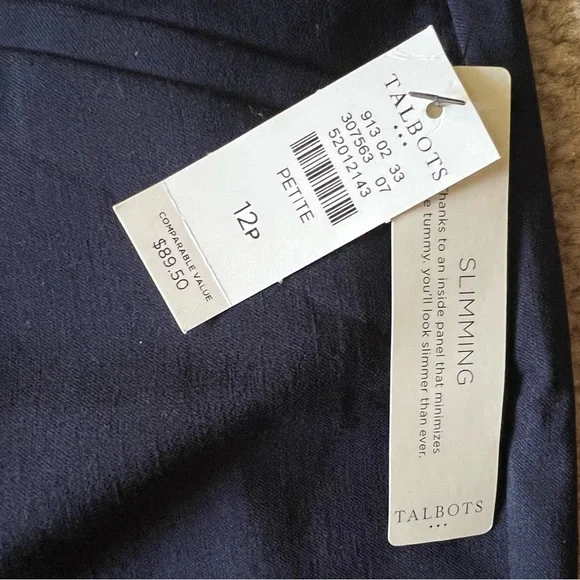 TALBOTS
913 02 33
307563 07
52012143
PETITE
12P
COMPARABLE VALUE
$89.50
SLIMMING
Thanks to an inside panel that minimizes
tummy, you'll look slimmer than ever.
TALBOTS